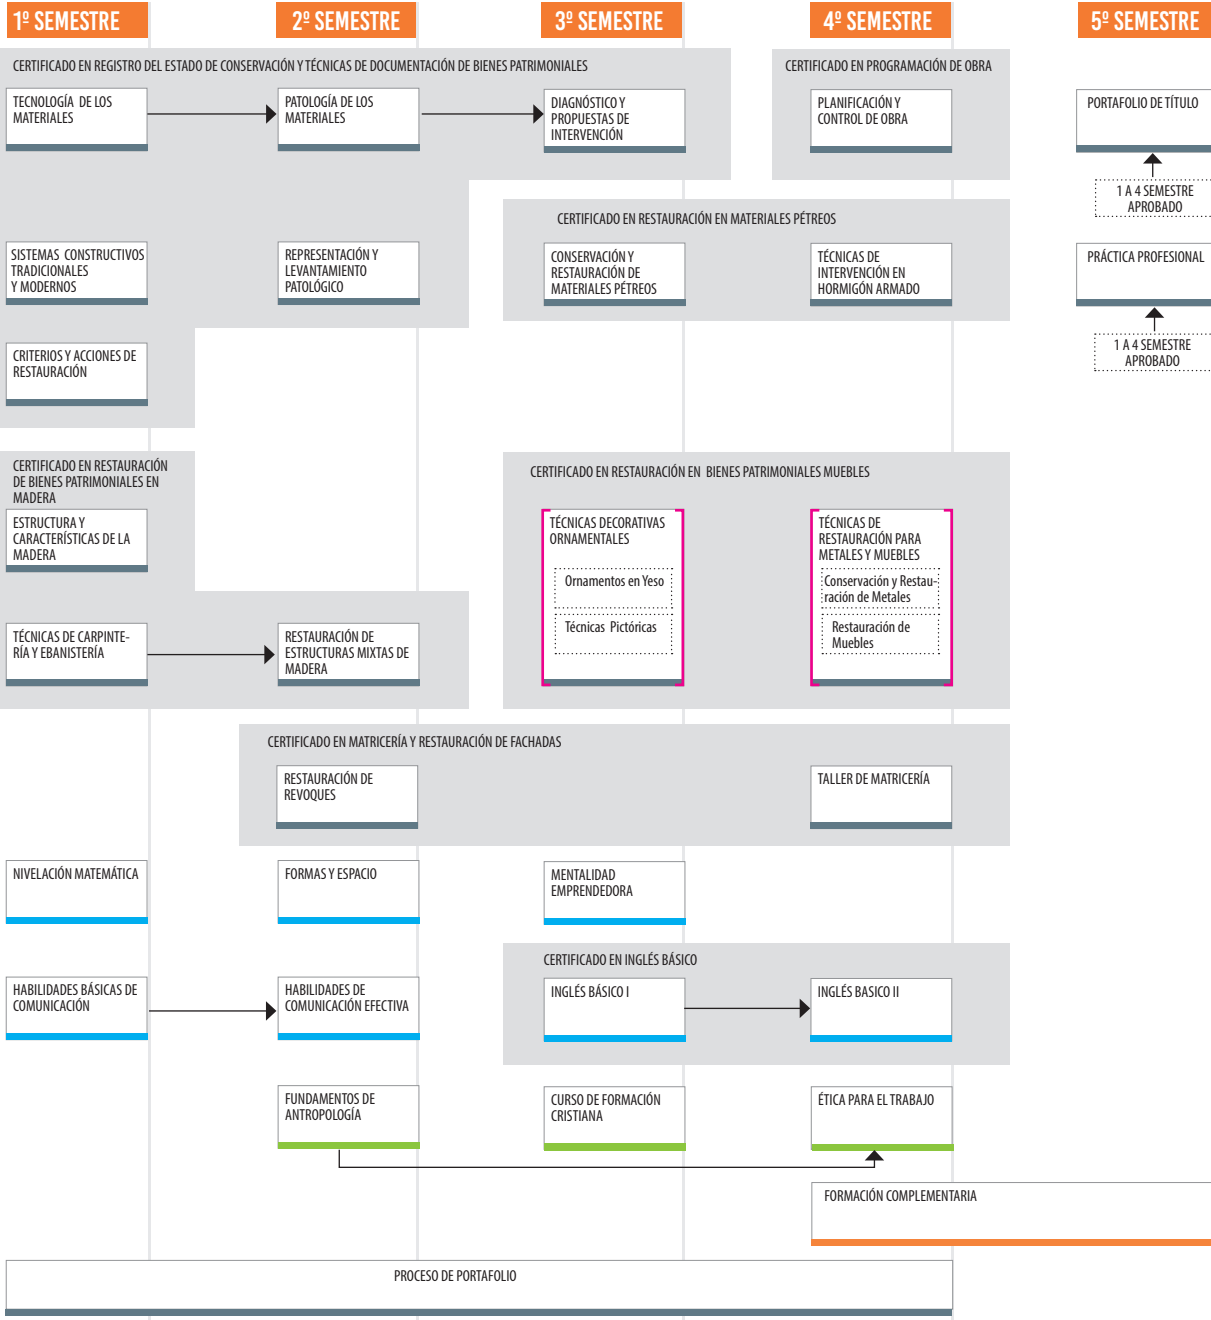 1º SEMESTRE
2º SEMESTRE
3º SEMESTRE
4º SEMESTRE
5º SEMESTRE
CERTIFICADO EN REGISTRO DEL ESTADO DE CONSERVACIÓN Y TÉCNICAS DE DOCUMENTACIÓN DE BIENES PATRIMONIALES
CERTIFICADO EN PROGRAMACIÓN DE OBRA
TECNOLOGÍA DE LOS
MATERIALES
PATOLOGÍA DE LOS
MATERIALES
DIAGNÓSTICO Y
PROPUESTAS DE
INTERVENCIÓN
PLANIFICACIÓN Y
CONTROL DE OBRA
PORTAFOLIO DE TÍTULO
1 A 4 SEMESTRE
APROBADO
CERTIFICADO EN RESTAURACIÓN EN MATERIALES PÉTREOS
SISTEMAS CONSTRUCTIVOS
TRADICIONALES
Y MODERNOS
REPRESENTACIÓN Y
LEVANTAMIENTO
PATOLÓGICO
CONSERVACIÓN Y
RESTAURACIÓN DE
MATERIALES PÉTREOS
TÉCNICAS DE
INTERVENCIÓN EN
HORMIGÓN ARMADO
PRÁCTICA PROFESIONAL
1 A 4 SEMESTRE
APROBADO
CRITERIOS Y ACCIONES DE
RESTAURACIÓN
CERTIFICADO EN RESTAURACIÓN
DE BIENES PATRIMONIALES EN
MADERA
CERTIFICADO EN RESTAURACIÓN EN BIENES PATRIMONIALES MUEBLES
ESTRUCTURA Y
CARACTERÍSTICAS DE LA
MADERA
TÉCNICAS DECORATIVAS
ORNAMENTALES
Ornamentos en Yeso
Técnicas Pictóricas
TÉCNICAS DE
RESTAURACIÓN PARA
METALES Y MUEBLES
Conservación y Restau-
ración de Metales
Restauración de
Muebles
TÉCNICAS DE CARPINTE-
RÍA Y EBANISTERÍA
RESTAURACIÓN DE
ESTRUCTURAS MIXTAS DE
MADERA
CERTIFICADO EN MATRICERÍA Y RESTAURACIÓN DE FACHADAS
RESTAURACIÓN DE
REVOQUES
TALLER DE MATRICERÍA
NIVELACIÓN MATEMÁTICA
FORMAS Y ESPACIO
MENTALIDAD
EMPRENDEDORA
CERTIFICADO EN INGLÉS BÁSICO
HABILIDADES BÁSICAS DE
COMUNICACIÓN
HABILIDADES DE
COMUNICACIÓN EFECTIVA
INGLÉS BÁSICO I
INGLÉS BASICO II
FUNDAMENTOS DE
ANTROPOLOGÍA
CURSO DE FORMACIÓN
CRISTIANA
ÉTICA PARA EL TRABAJO
FORMACIÓN COMPLEMENTARIA
PROCESO DE PORTAFOLIO